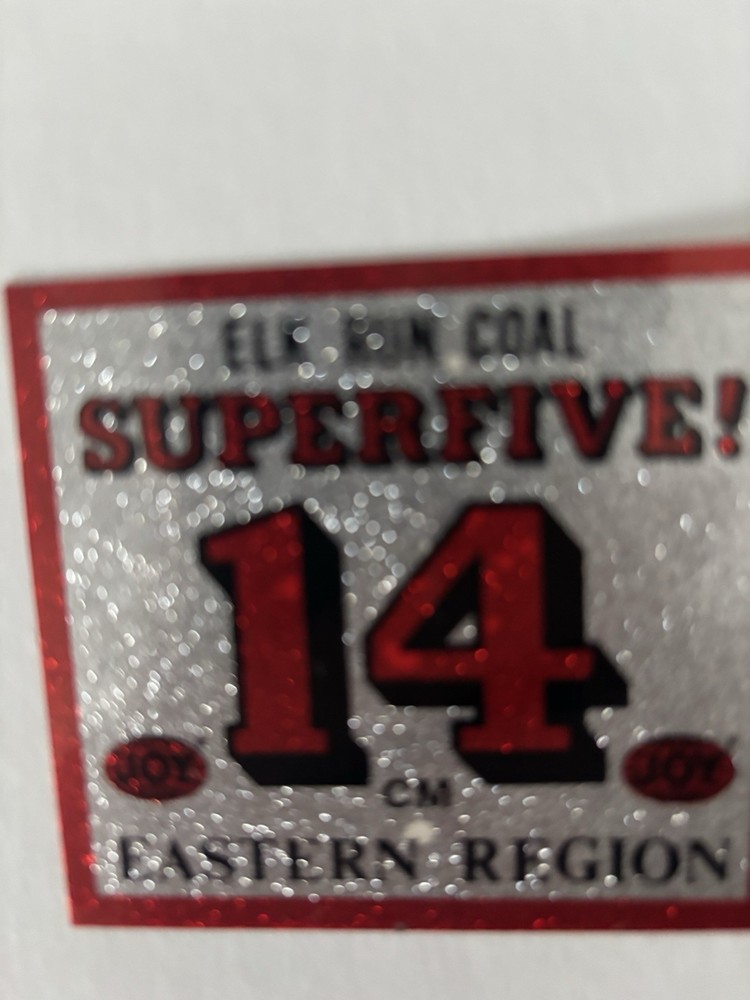 ELK RUN COAL
SUPERFIVE!
14
JOY CM JOY
EASTERN REGION